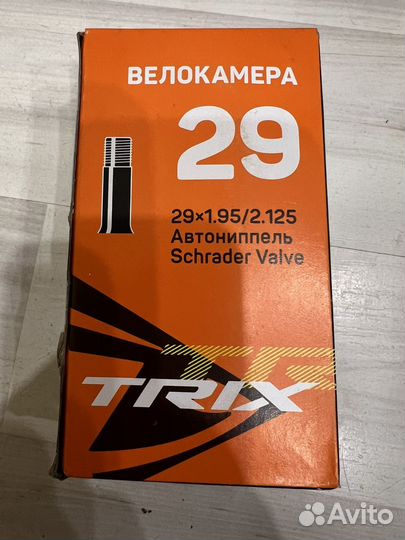 ВЕЛОКАМЕРА
29
29×1.95/2.125
Автониппель
Schrader Valve
TRIX
Avito